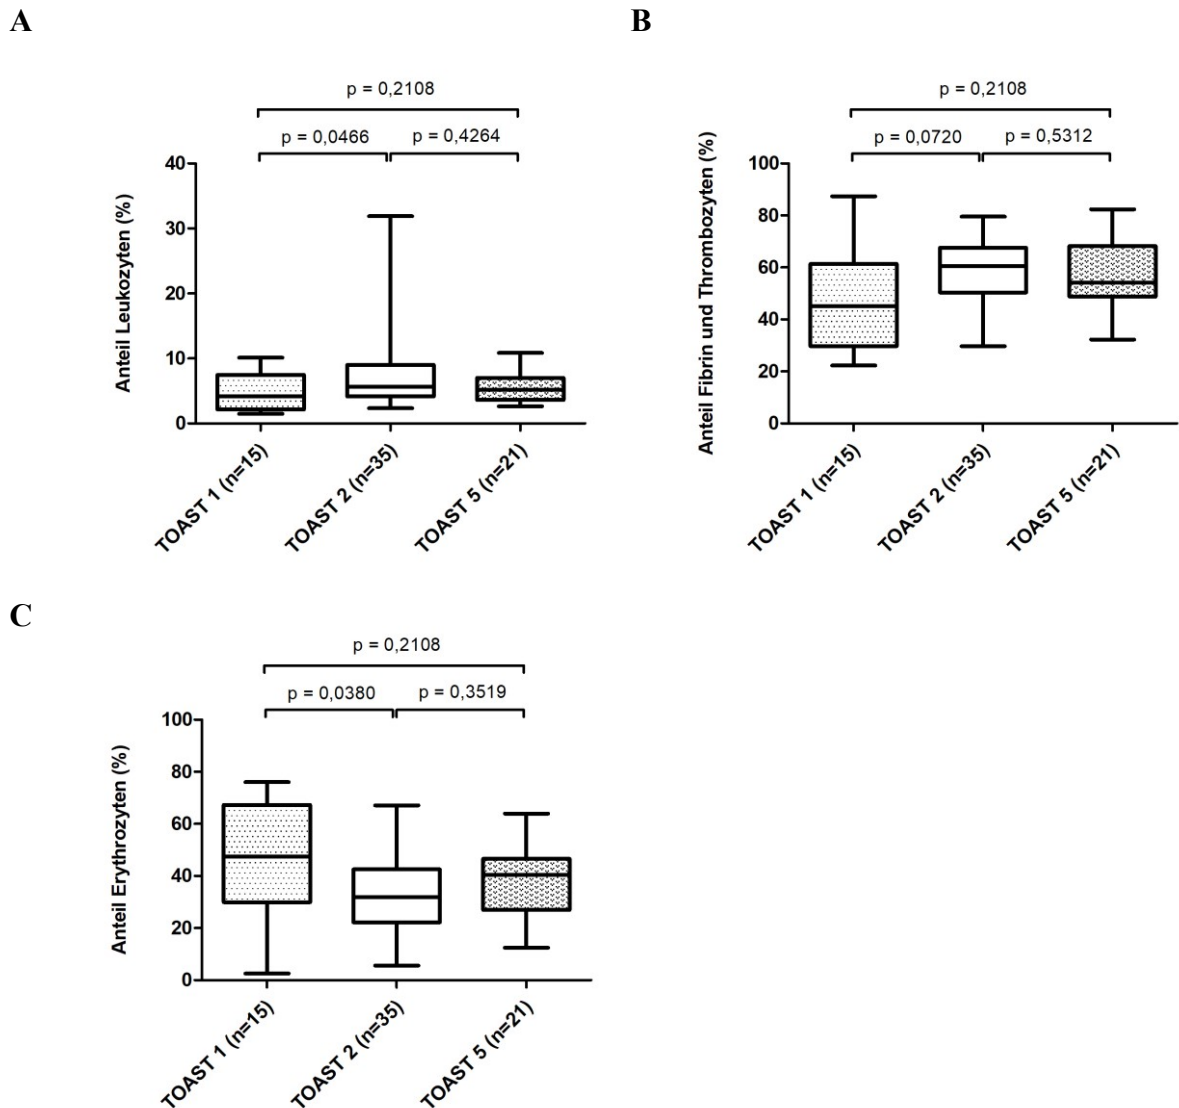 A
p = 0,2108
p = 0,0466
p = 0,4264
Anteil Leukozyten (%)
40
30
20
10
0
TOAST 1 (n=15)
TOAST 2 (n=35)
TOAST 5 (n=21)
B
p = 0,2108
p = 0,0720
p = 0,5312
Anteil Fibrin und Thrombozyten (%)
100
80
60
40
20
0
TOAST 1 (n=15)
TOAST 2 (n=35)
TOAST 5 (n=21)
C
p = 0,2108
p = 0,0380
p = 0,3519
Anteil Erythrozyten (%)
100
80
60
40
20
0
TOAST 1 (n=15)
TOAST 2 (n=35)
TOAST 5 (n=21)